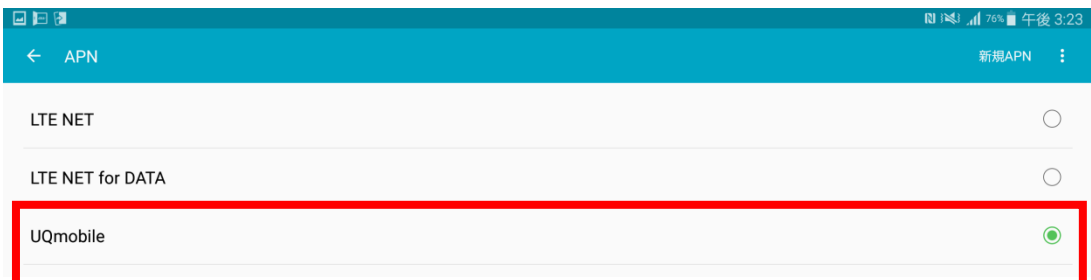 76% 午後 3:23
APN 新規APN
LTE NET
LTE NET for DATA
UQmobile